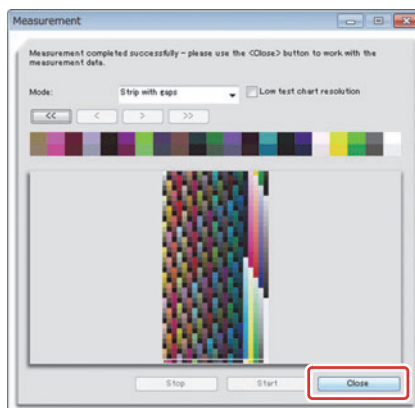 Measurement
Measurement completed successfully – please use the <Close> button to work with the
measurement data.
Mode: Strip with gaps Low test chart resolution
<< < > >>
Stop Start Close